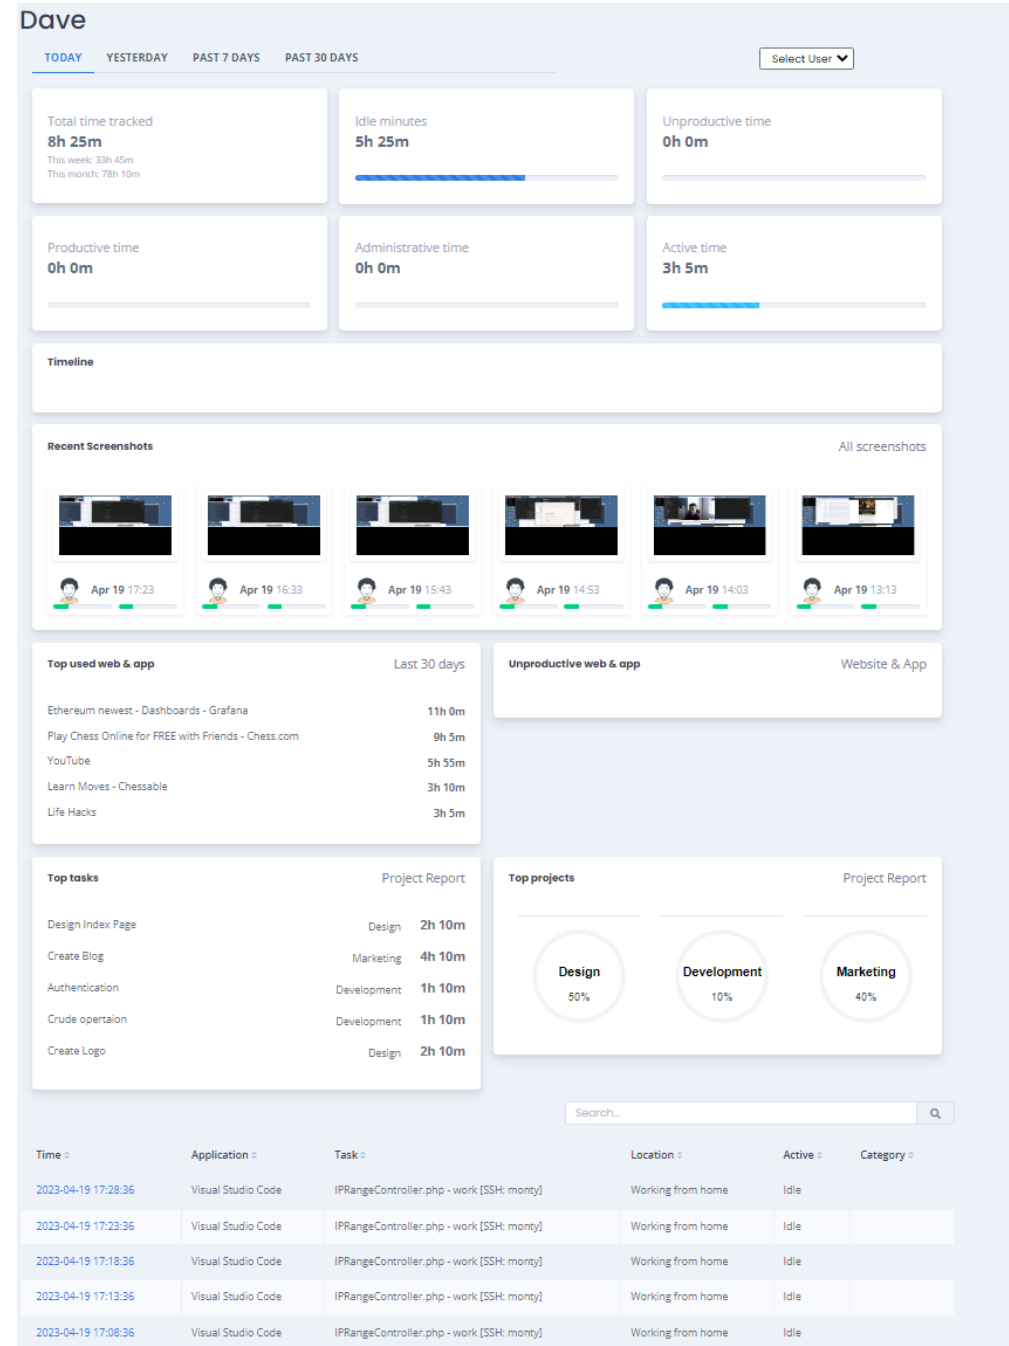 Dave
TODAY YESTERDAY PAST 7 DAYS PAST 30 DAYS Select User
Total time tracked
8h 25m
This week: 33h 45m
This month: 78h 10m
Idle minutes
5h 25m
Unproductive time
0h 0m
Productive time
0h 0m
Administrative time
0h 0m
Active time
3h 5m
Timeline
Recent Screenshots All screenshots
Apr 19 17:23
Apr 19 16:33
Apr 19 15:43
Apr 19 14:53
Apr 19 14:03
Apr 19 13:13
Top used web & app Last 30 days
Ethereum newest - Dashboards - Grafana 11h 0m
Play Chess Online for FREE with Friends - Chess.com 9h 5m
YouTube 5h 55m
Learn Moves - Chessable 3h 10m
Life Hacks 3h 5m
Unproductive web & app Website & App
Top tasks Project Report
Design Index Page Design 2h 10m
Create Blog Marketing 4h 10m
Authentication Development 1h 10m
Crude opertaion Development 1h 10m
Create Logo Design 2h 10m
Top projects Project Report
Design
50%
Development
10%
Marketing
40%
Search...
Time Application Task Location Active Category
2023-04-19 17:28:36 Visual Studio Code IPRangeController.php - work [SSH: monty] Working from home Idle
2023-04-19 17:23:36 Visual Studio Code IPRangeController.php - work [SSH: monty] Working from home Idle
2023-04-19 17:18:36 Visual Studio Code IPRangeController.php - work [SSH: monty] Working from home Idle
2023-04-19 17:13:36 Visual Studio Code IPRangeController.php - work [SSH: monty] Working from home Idle
2023-04-19 17:08:36 Visual Studio Code IPRangeController.php - work [SSH: monty] Working from home Idle